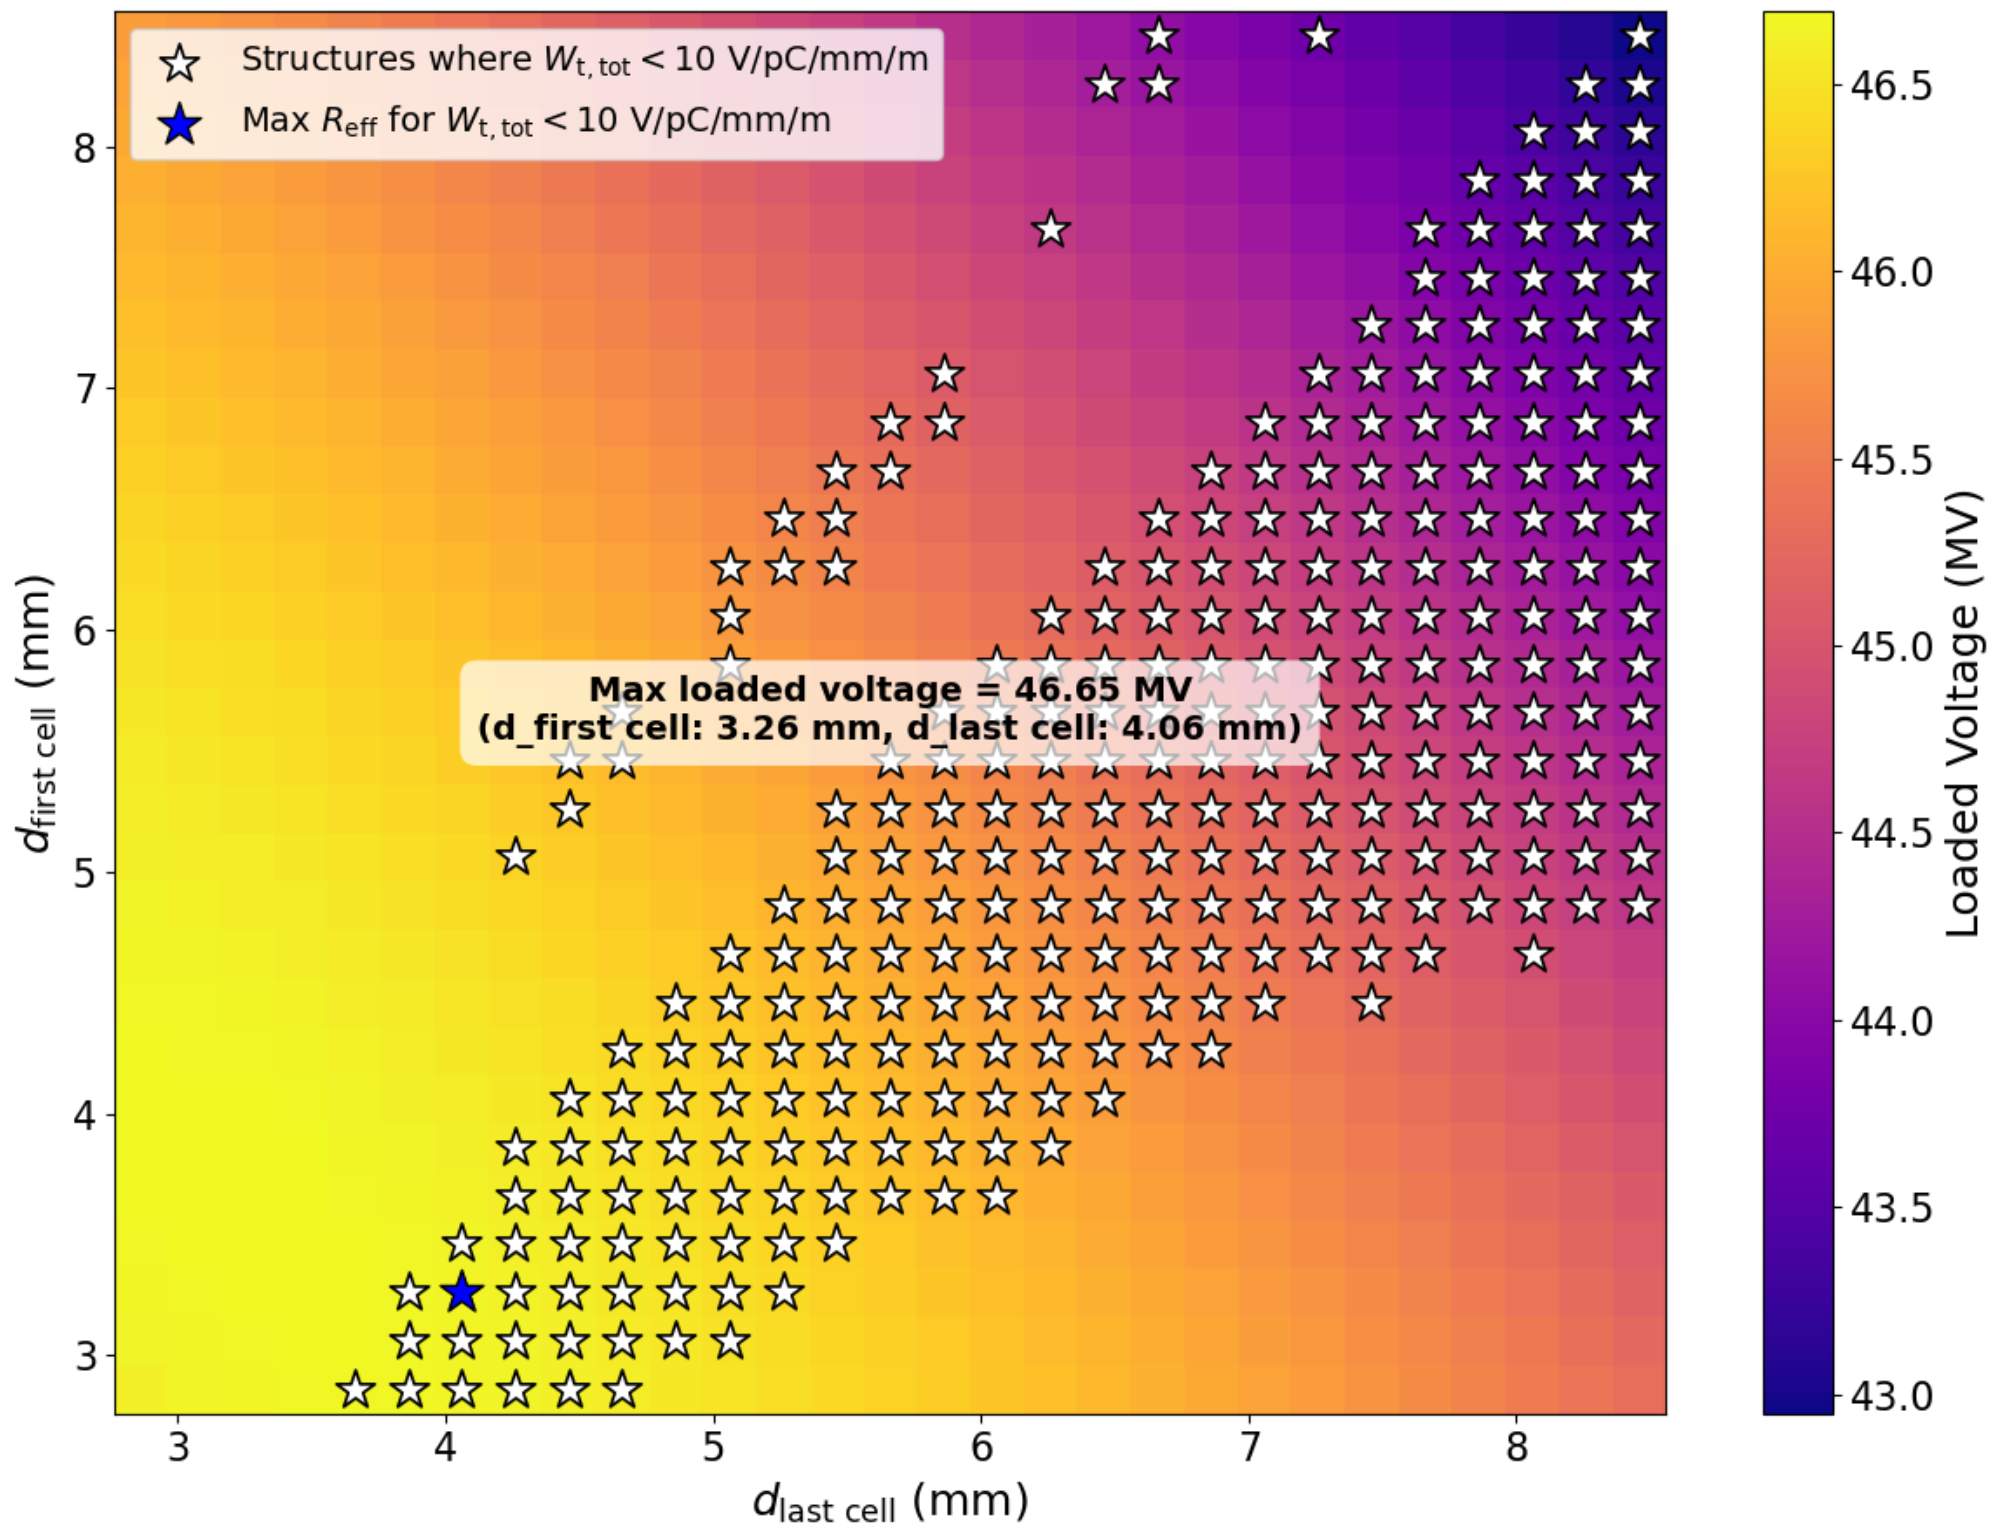 Structures where W_t, tot < 10 V/pC/mm/m
Max R_eff for W_t, tot < 10 V/pC/mm/m
Max loaded voltage = 46.65 MV
(d_first cell: 3.26 mm, d_last cell: 4.06 mm)
d_first cell (mm)
8
7
6
5
4
3
3 4 5 6 7 8
d_last cell (mm)
46.5
46.0
45.5
45.0
44.5
44.0
43.5
43.0
Loaded Voltage (MV)